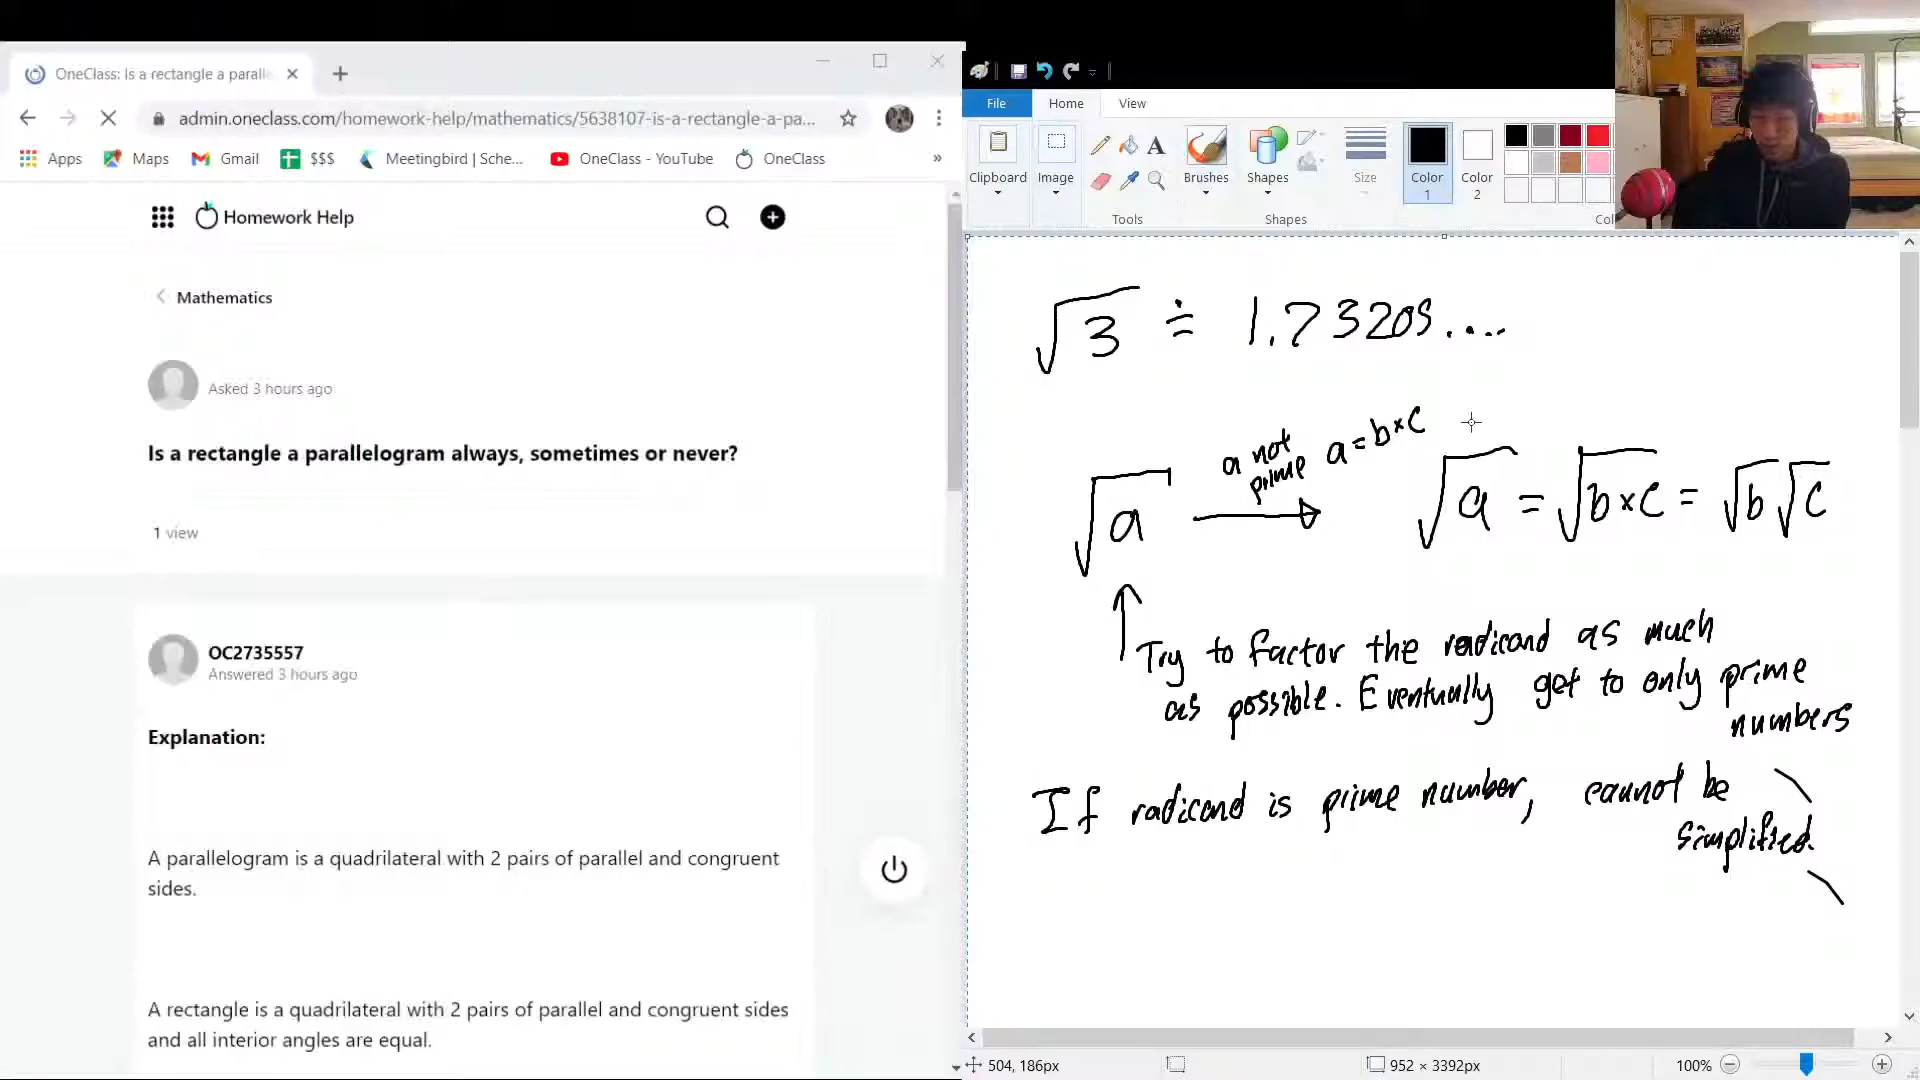 OneClass: is a rectangle a paralle
admin.oneclass.com/homework-help/mathematics/5638107-is-a-rectangle-a-pa...
Apps
Maps
Gmail
$$$
Meetingbird | Sche...
OneClass - YouTube
OneClass
»
Homework Help
Mathematics
Asked 3 hours ago
Is a rectangle a parallelogram always, sometimes or never?
1 view
OC2735557
Answered 3 hours ago
Explanation:
A parallelogram is a quadrilateral with 2 pairs of parallel and congruent
sides.
A rectangle is a quadrilateral with 2 pairs of parallel and congruent sides
and all interior angles are equal.
File
Home
View
Clipboard
Image
Brushes
Shapes
Size
Color
1
Color
2
Tools
Shapes
Col
√3 ≐ 1.73205....
a not
prime
a=b×c
√a
√a = √b×c = √b√c
Try to factor the radicand as much
as possible. Eventually get to only prime
numbers
If radicand is prime number, cannot be
simplified.
504, 186px
952 × 3392px
100%